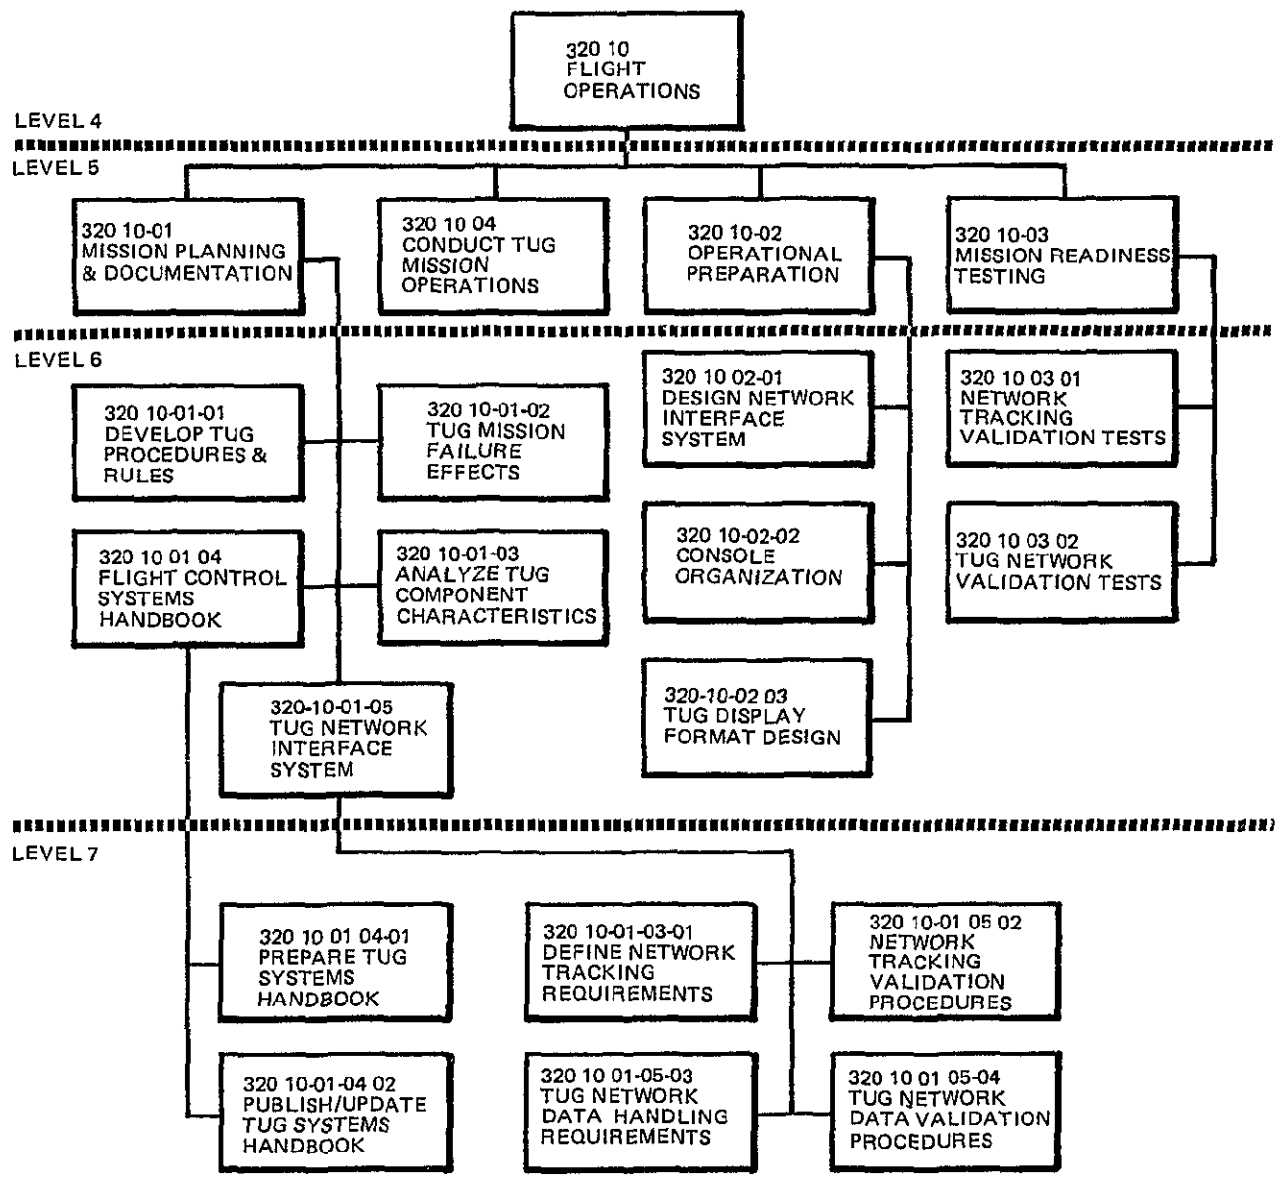 320 10
FLIGHT
OPERATIONS
LEVEL 4
LEVEL 5
320 10-01
MISSION PLANNING
& DOCUMENTATION
320 10 04
CONDUCT TUG
MISSION
OPERATIONS
320 10-02
OPERATIONAL
PREPARATION
320 10-03
MISSION READINESS
TESTING
LEVEL 6
320 10-01-01
DEVELOP TUG
PROCEDURES &
RULES
320 10-01-02
TUG MISSION
FAILURE
EFFECTS
320 10 02-01
DESIGN NETWORK
INTERFACE
SYSTEM
320 10 03 01
NETWORK
TRACKING
VALIDATION TESTS
320 10 01 04
FLIGHT CONTROL
SYSTEMS
HANDBOOK
320 10-01-03
ANALYZE TUG
COMPONENT
CHARACTERISTICS
320 10-02-02
CONSOLE
ORGANIZATION
320 10 03 02
TUG NETWORK
VALIDATION TESTS
320-10-01-05
TUG NETWORK
INTERFACE
SYSTEM
320-10-02 03
TUG DISPLAY
FORMAT DESIGN
LEVEL 7
320 10 01 04-01
PREPARE TUG
SYSTEMS
HANDBOOK
320 10-01-03-01
DEFINE NETWORK
TRACKING
REQUIREMENTS
320 10-01 05 02
NETWORK
TRACKING
VALIDATION
PROCEDURES
320 10-01-04 02
PUBLISH/UPDATE
TUG SYSTEMS
HANDBOOK
320 10 01-05-03
TUG NETWORK
DATA HANDLING
REQUIREMENTS
320 10 01 05-04
TUG NETWORK
DATA VALIDATION
PROCEDURES